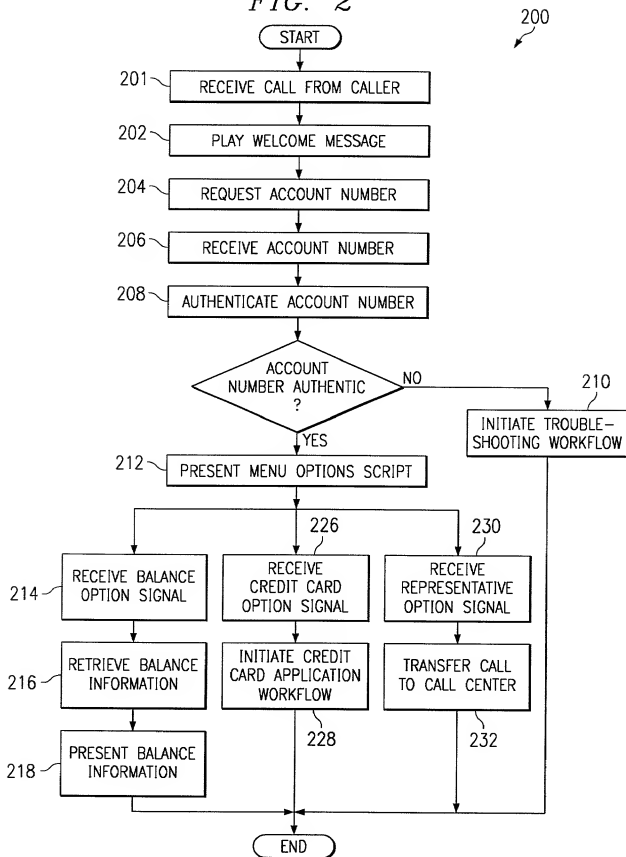 FIG. 2
200
START
201
RECEIVE CALL FROM CALLER
202
PLAY WELCOME MESSAGE
204
REQUEST ACCOUNT NUMBER
206
RECEIVE ACCOUNT NUMBER
208
AUTHENTICATE ACCOUNT NUMBER
ACCOUNT
NUMBER AUTHENTIC
?
NO
YES
210
INITIATE TROUBLE-
SHOOTING WORKFLOW
212
PRESENT MENU OPTIONS SCRIPT
214
RECEIVE BALANCE
OPTION SIGNAL
226
RECEIVE
CREDIT CARD
OPTION SIGNAL
230
RECEIVE
REPRESENTATIVE
OPTION SIGNAL
216
RETRIEVE BALANCE
INFORMATION
INITIATE CREDIT
CARD APPLICATION
WORKFLOW
228
TRANSFER CALL
TO CALL CENTER
232
218
PRESENT BALANCE
INFORMATION
END